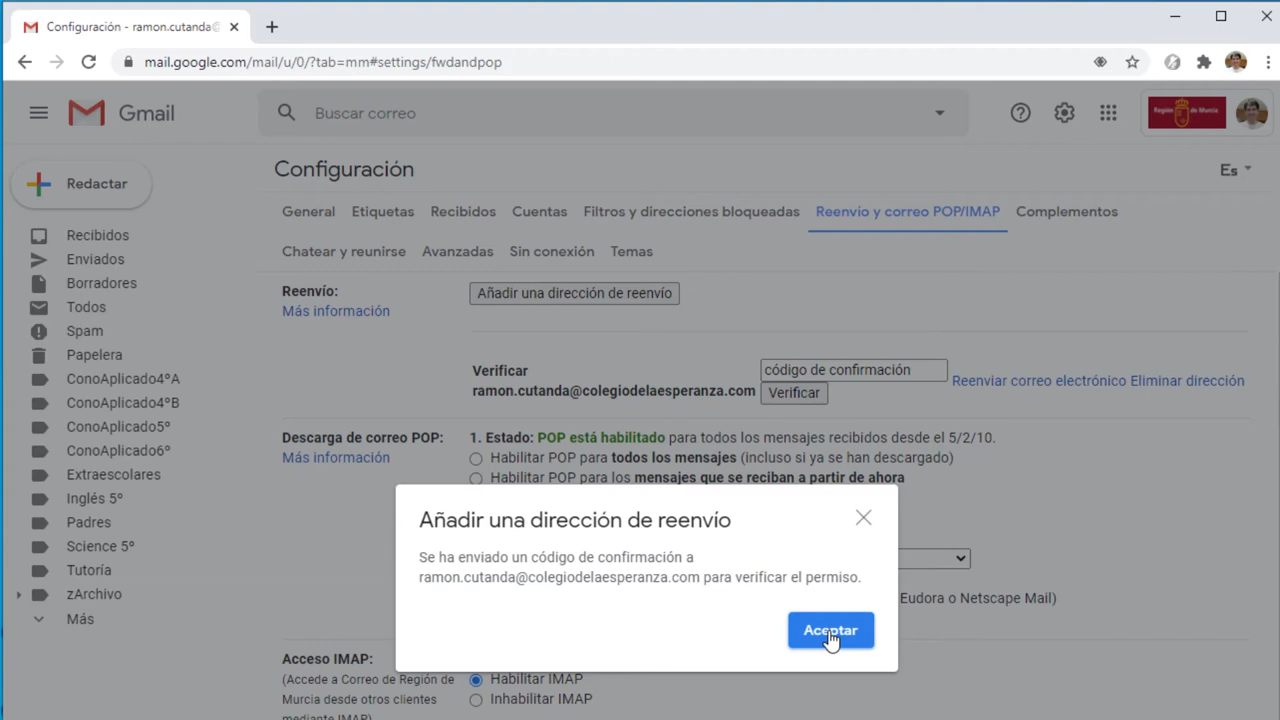 Configuración - ramon.cutanda@
mail.google.com/mail/u/0/?tab=mm#settings/fwdandpop
Gmail
Buscar correo
Región de Murcia
Redactar
Configuración
Es
General Etiquetas Recibidos Cuentas Filtros y direcciones bloqueadas Reenvío y correo POP/IMAP Complementos
Chatear y reunirse Avanzadas Sin conexión Temas
Recibidos
Enviados
Borradores
Todos
Spam
Papelera
ConoAplicado4ºA
ConoAplicado4ºB
ConoAplicado5º
ConoAplicado6º
Extraescolares
Inglés 5º
Padres
Science 5º
Tutoría
zArchivo
Más
Reenvío:
Más información
Añadir una dirección de reenvío
Verificar
ramon.cutanda@colegiodelaesperanza.com
código de confirmación
Verificar
Reenviar correo electrónico Eliminar dirección
Descarga de correo POP:
Más información
1. Estado: POP está habilitado para todos los mensajes recibidos desde el 5/2/10.
Habilitar POP para todos los mensajes (incluso si ya se han descargado)
Habilitar POP para los mensajes que se reciban a partir de ahora
Añadir una dirección de reenvío
Se ha enviado un código de confirmación a
ramon.cutanda@colegiodelaesperanza.com para verificar el permiso.
Aceptar
Eudora o Netscape Mail)
Acceso IMAP:
(Accede a Correo de Región de
Murcia desde otros clientes
mediante IMAP)
Habilitar IMAP
Inhabilitar IMAP